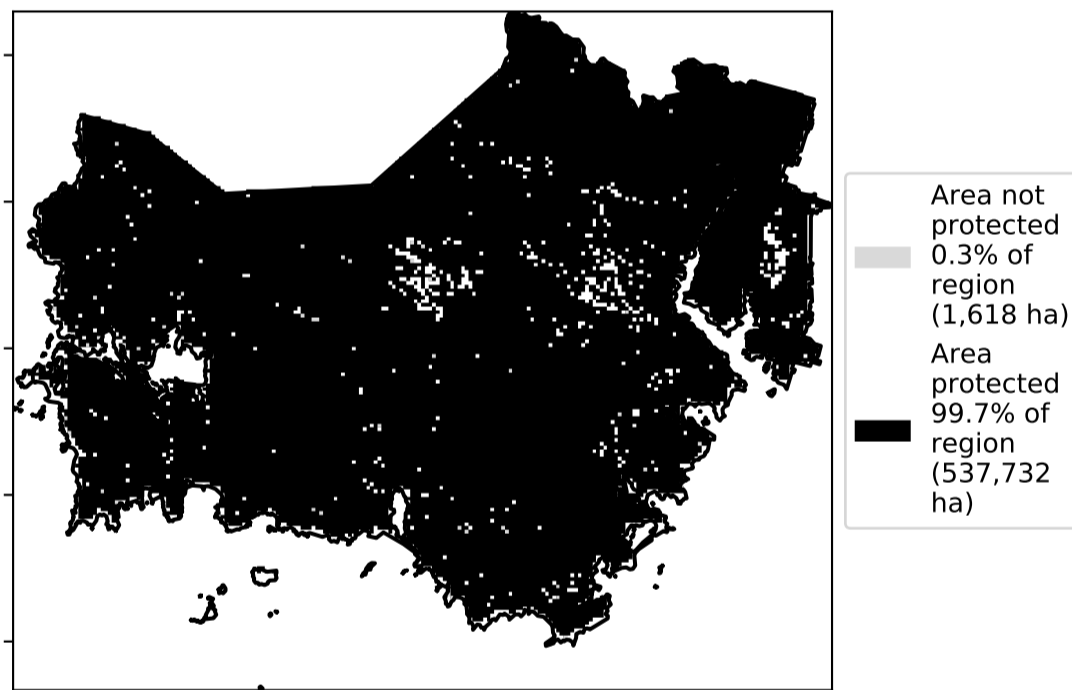 Area not
protected
0.3% of
region
(1,618 ha)
Area
protected
99.7% of
region
(537,732
ha)